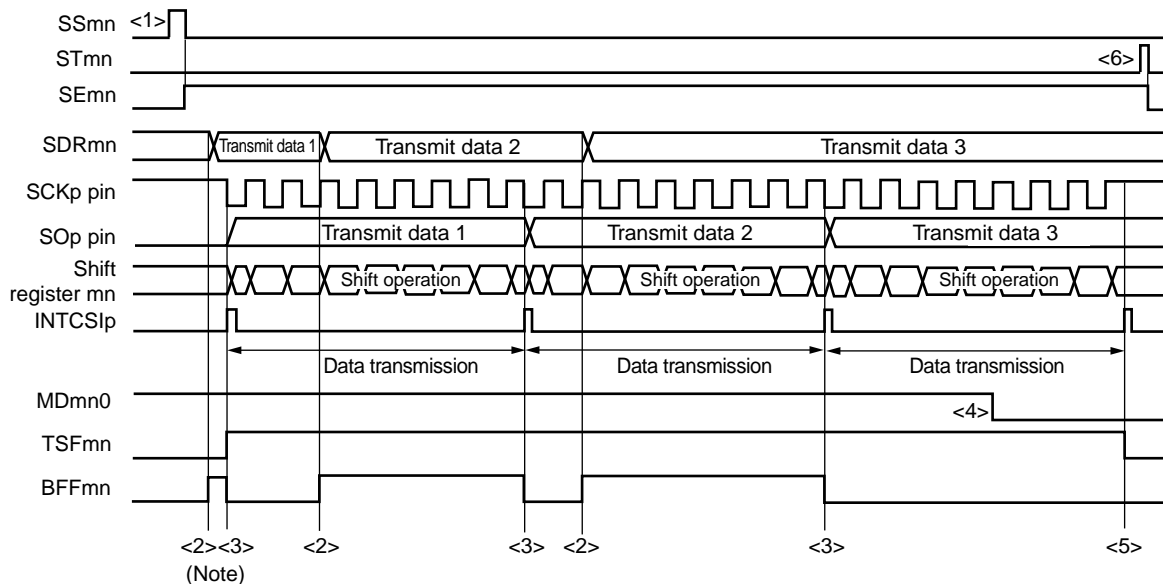 SSmn <1>
STmn <6>
SEmn
SDRmn Transmit data 1 Transmit data 2 Transmit data 3
SCKp pin
SOp pin Transmit data 1 Transmit data 2 Transmit data 3
Shift
register mn Shift operation Shift operation Shift operation
INTCSIp
Data transmission Data transmission Data transmission
MDmn0 <4>
TSFmn
BFFmn
<2> <3> <2> <3> <2> <3> <5>
(Note)